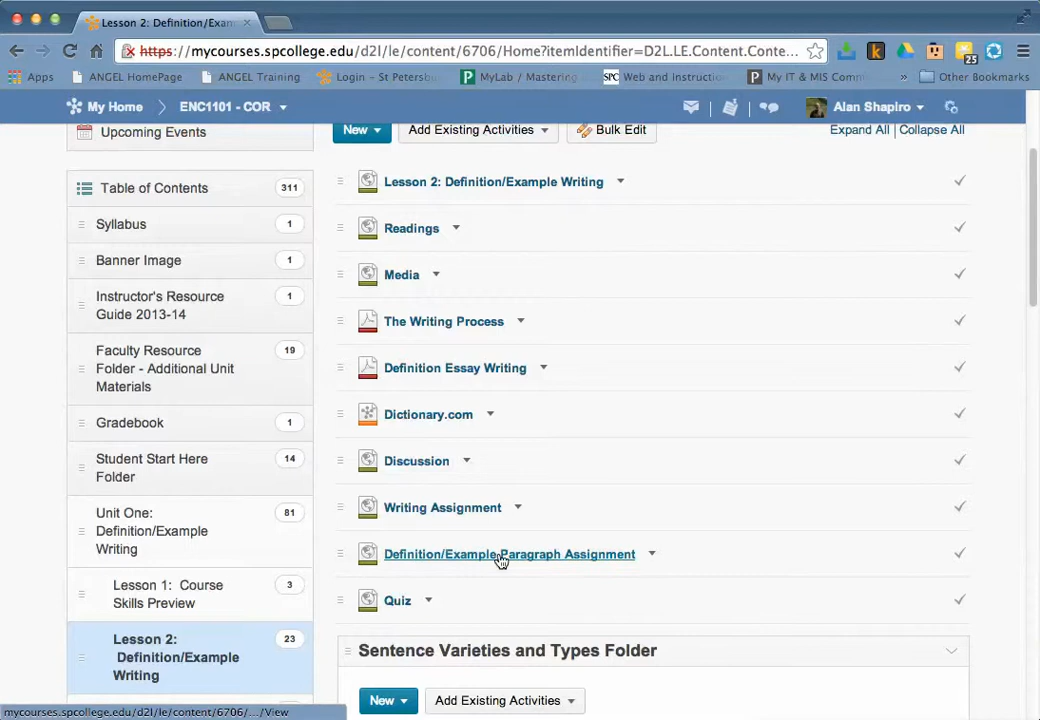 Lesson 2: Definition/Exam
https://mycourses.spcollege.edu/d2l/le/content/6706/Home?itemIdentifier=D2L.LE.Content.Conte...
25
Apps ANGEL HomePage ANGEL Training Login – St Petersb MyLab / Mastering SPC Web and Instructi My IT & MIS Comm » Other Bookmarks
My Home ENC1101 - COR Alan Shapiro
Upcoming Events
New Add Existing Activities Bulk Edit Expand All | Collapse All
Table of Contents 311
Syllabus 1
Banner Image 1
Instructor's Resource 1
Guide 2013-14
Faculty Resource 19
Folder - Additional Unit
Materials
Gradebook 1
Student Start Here 14
Folder
Unit One: 81
Definition/Example
Writing
Lesson 1: Course 3
Skills Preview
Lesson 2: 23
Definition/Example
Writing
Lesson 2: Definition/Example Writing
Readings
Media
The Writing Process
Definition Essay Writing
Dictionary.com
Discussion
Writing Assignment
Definition/Example Paragraph Assignment
Quiz
Sentence Varieties and Types Folder
New Add Existing Activities
mycourses.spcollege.edu/d2l/le/content/6706/.../View